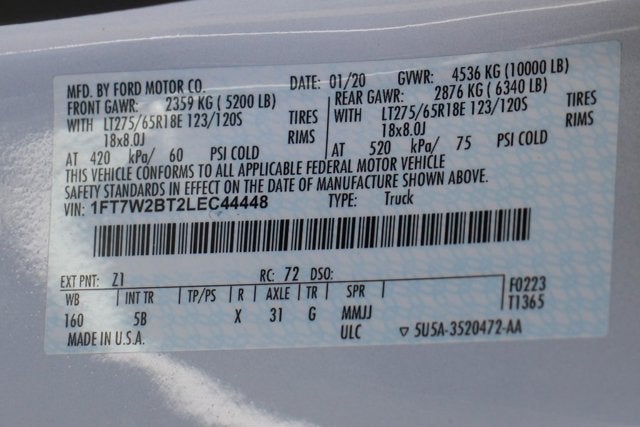 MFD. BY FORD MOTOR CO. DATE: 01/20 GVWR: 4536 KG (10000 LB)
FRONT GAWR: 2359 KG (5200 LB) REAR GAWR: 2876 KG (6340 LB)
WITH LT275/65R18E 123/120S TIRES WITH LT275/65R18E 123/120S TIRES
18x8.0J RIMS 18x8.0J RIMS
AT 420 kPa/ 60 PSI COLD AT 520 kPa/ 75 PSI COLD
THIS VEHICLE CONFORMS TO ALL APPLICABLE FEDERAL MOTOR VEHICLE
SAFETY STANDARDS IN EFFECT ON THE DATE OF MANUFACTURE SHOWN ABOVE.
VIN: 1FT7W2BT2LEC44448 TYPE: Truck
EXT PNT: Z1 RC: 72 DSO:
WB INT TR TP/PS R AXLE TR SPR F0223
160 5B X 31 G MMJJ T1365
MADE IN U.S.A. ULC 5U5A-3520472-AA